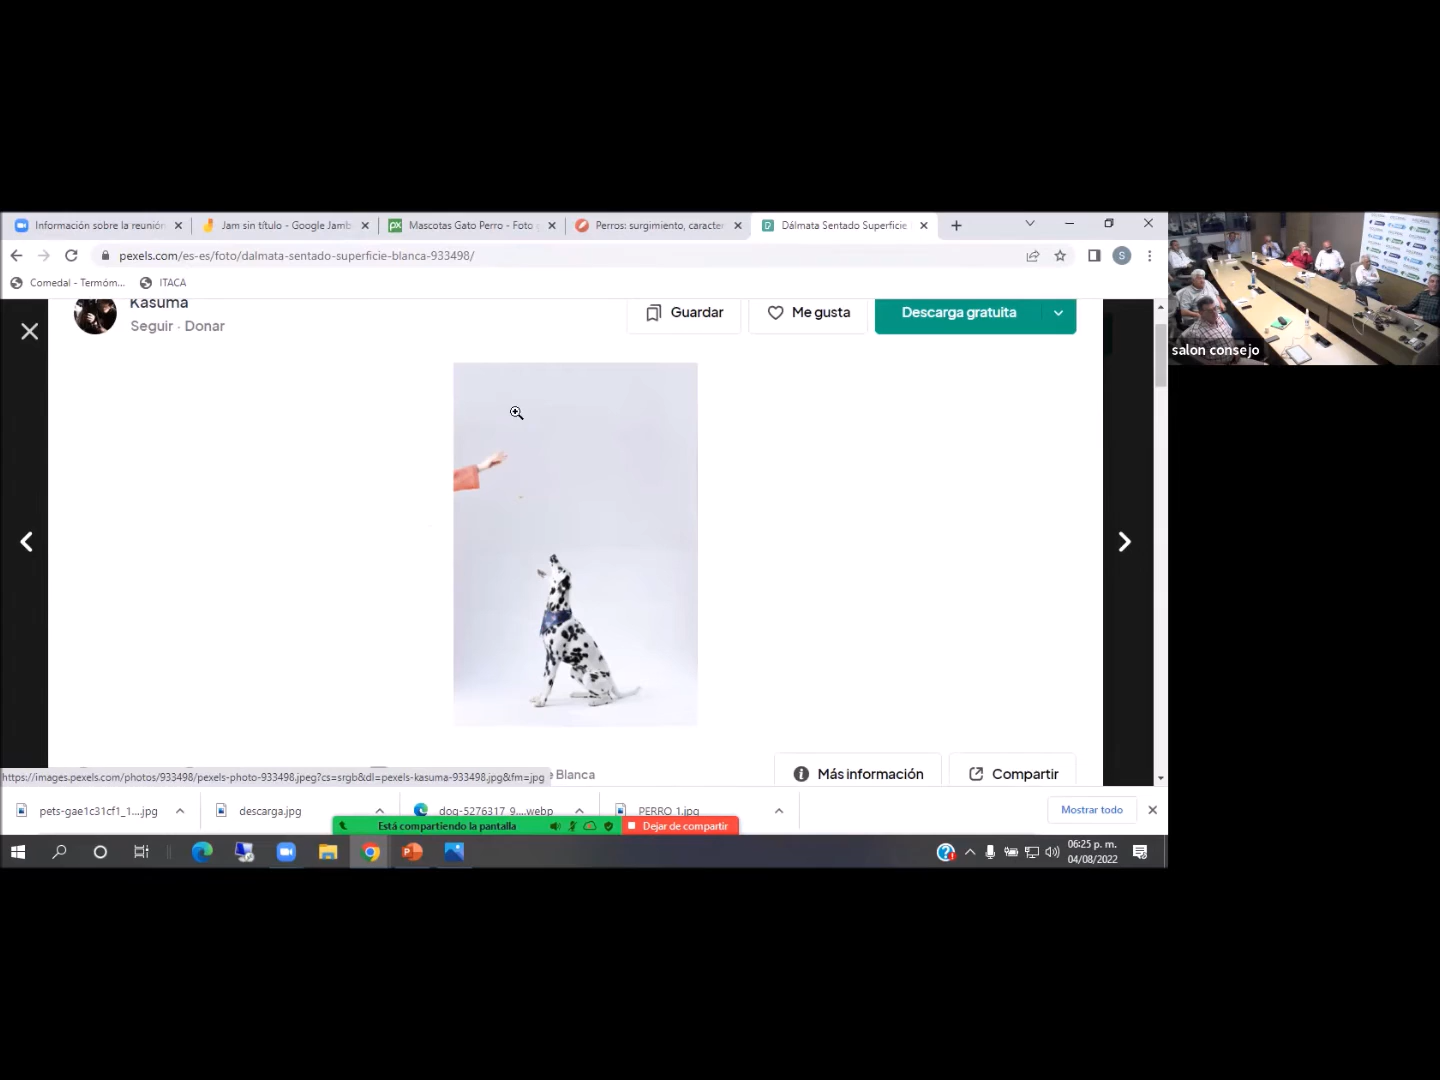 Información sobre la reunión
Jam sin título - Google Jamb
Mascotas Gato Perro - Foto
Perros: surgimiento, caracter
Dálmata Sentado Superficie
pexels.com/es-es/foto/dalmata-sentado-superficie-blanca-933498/
S
Comedal - Termóm...
ITACA
Kasuma
Seguir · Donar
Guardar
Me gusta
Descarga gratuita
salon consejo
e Blanca
Más información
Compartir
https://images.pexels.com/photos/933498/pexels-photo-933498.jpeg?cs=srgb&dl=pexels-kasuma-933498.jpg&fm=jpg
pets-gae1c31cf1_1....jpg
descarga.jpg
dog-5276317_9....webp
PERRO 1.jpg
Mostrar todo
Está compartiendo la pantalla
Dejar de compartir
06:25 p. m.
04/08/2022